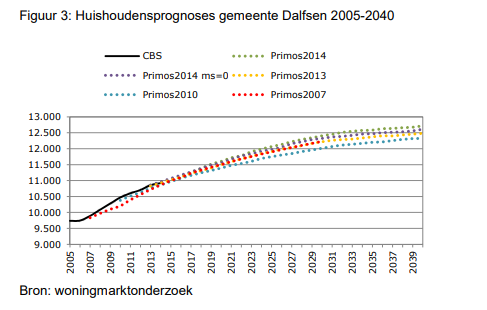 Figuur 3: Huishoudensprognoses gemeente Dalfsen 2005-2040
CBS Primos2014
Primos2014 ms=0 Primos2013
Primos2010 Primos2007
13.000
12.500
12.000
11.500
11.000
10.500
10.000
9.500
9.000
2005 2007 2009 2011 2013 2015 2017 2019 2021 2023 2025 2027 2029 2031 2033 2035 2037 2039
Bron: woningmarktonderzoek